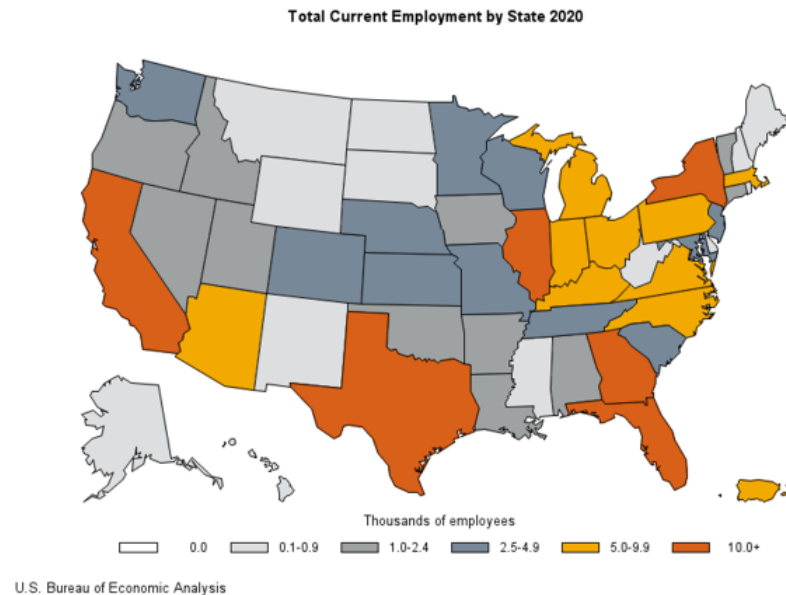 Total Current Employment by State 2020
Thousands of employees
0.0 0.1-0.9 1.0-2.4 2.5-4.9 5.0-9.9 10.0+
U.S. Bureau of Economic Analysis